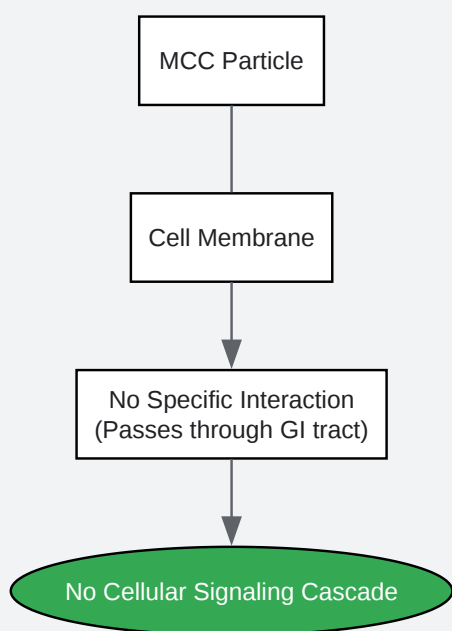 MCC Particle
Cell Membrane
No Specific Interaction
(Passes through GI tract)
No Cellular Signaling Cascade